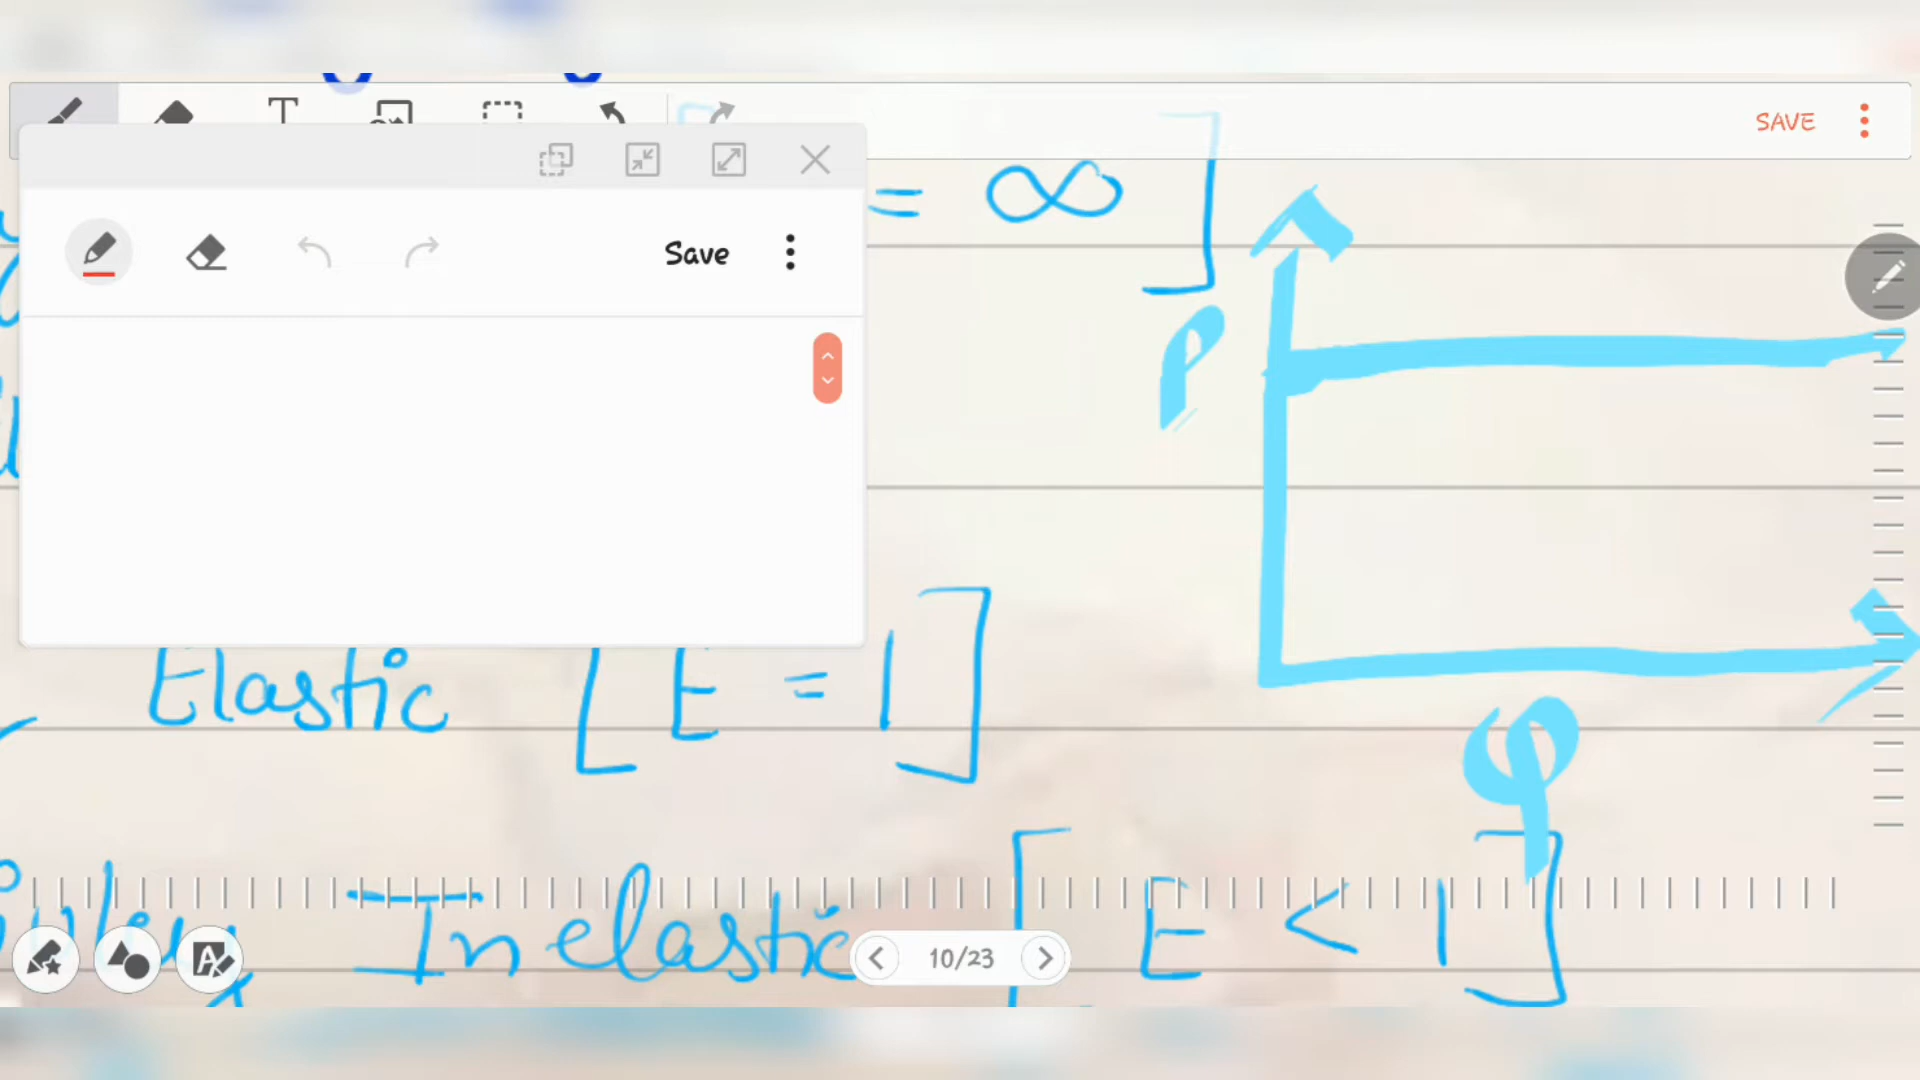 T
SAVE
Save
= ∞ ]
P
Elastic [ E = 1 ]
φ
Inelastic [ E < 1 ]
A
10/23